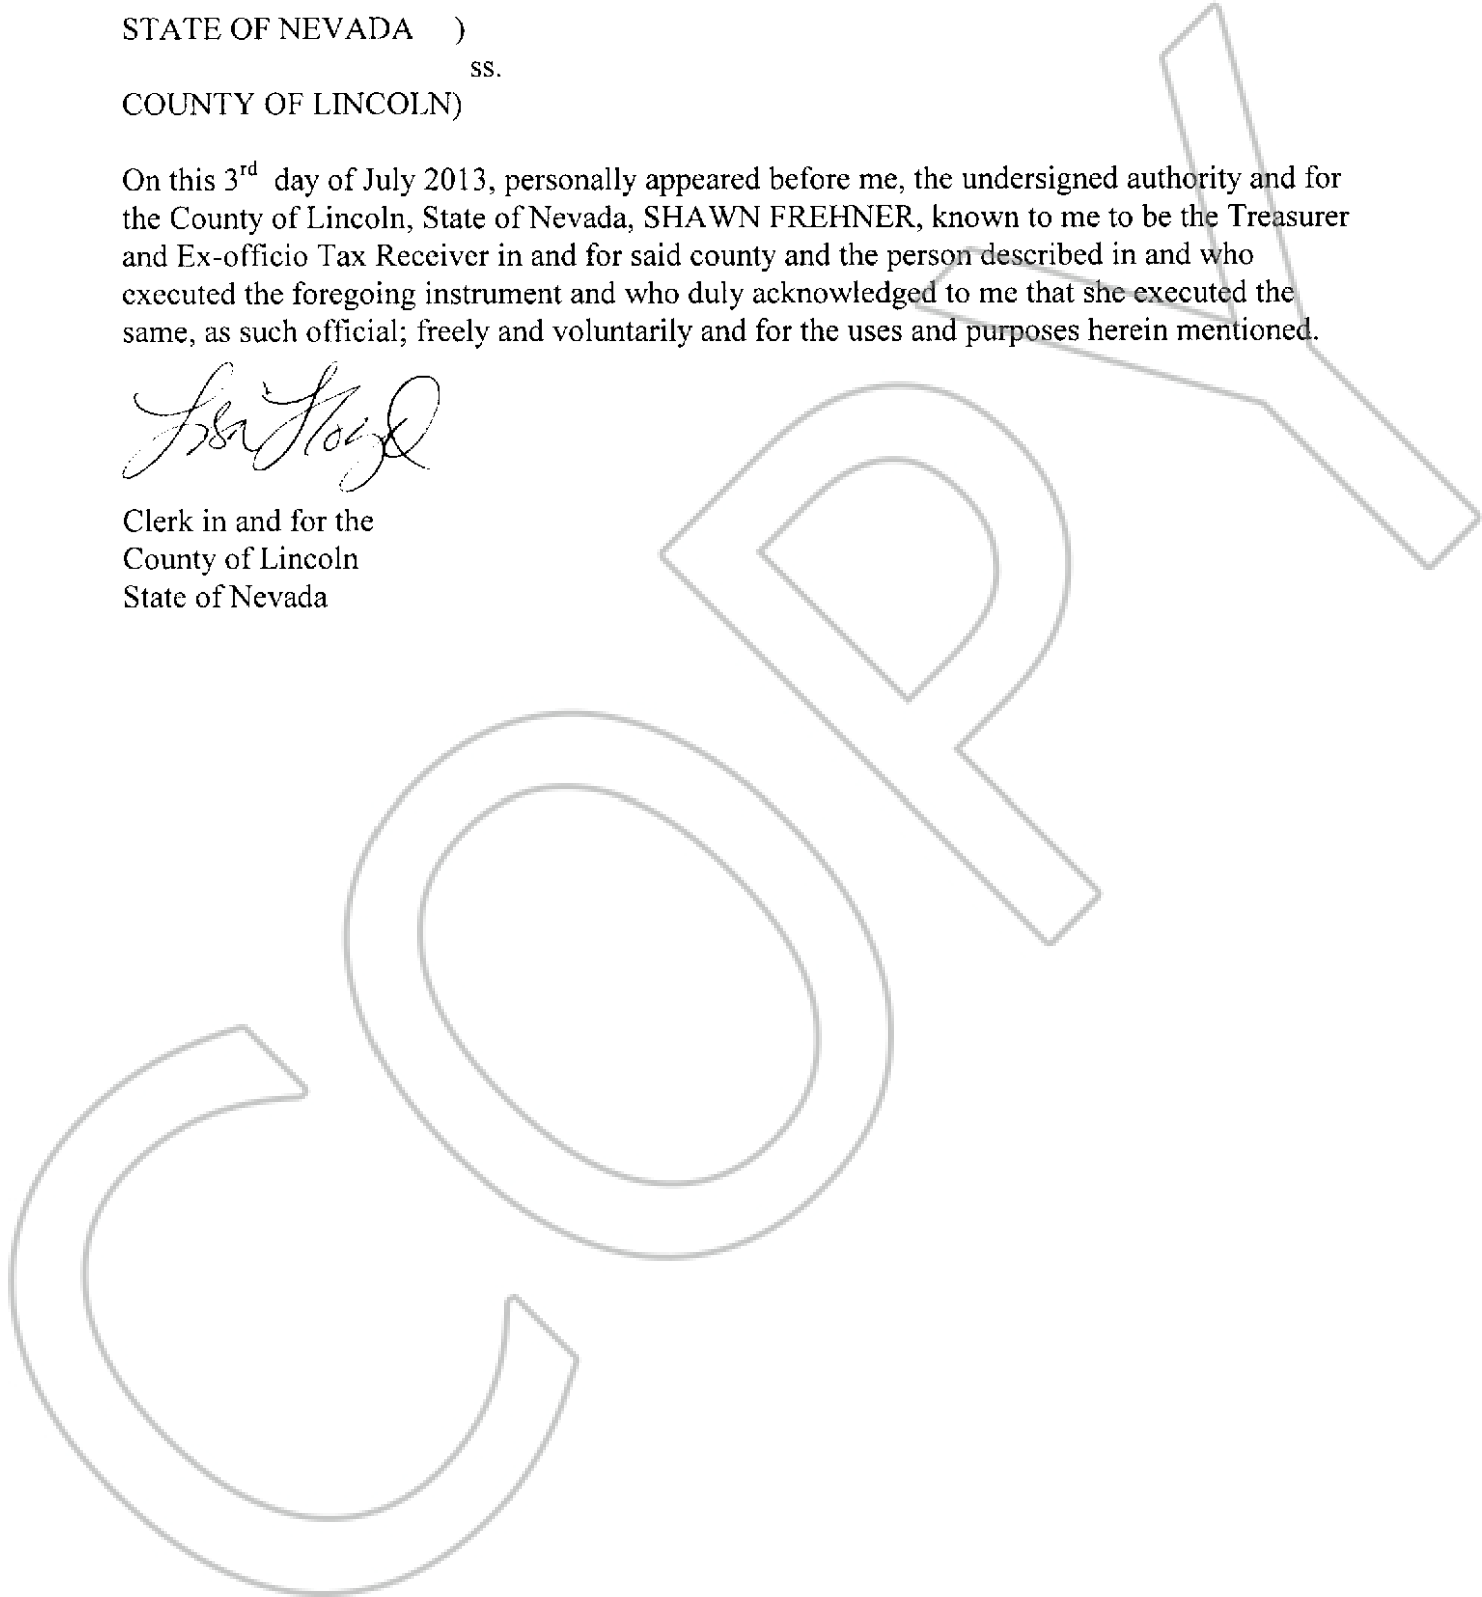 STATE OF NEVADA )
ss.
COUNTY OF LINCOLN)
On this 3rd day of July 2013, personally appeared before me, the undersigned authority and for
the County of Lincoln, State of Nevada, SHAWN FREHNER, known to me to be the Treasurer
and Ex-officio Tax Receiver in and for said county and the person described in and who
executed the foregoing instrument and who duly acknowledged to me that she executed the
same, as such official; freely and voluntarily and for the uses and purposes herein mentioned.
Lisa Lloyd
Clerk in and for the
County of Lincoln
State of Nevada
COPY